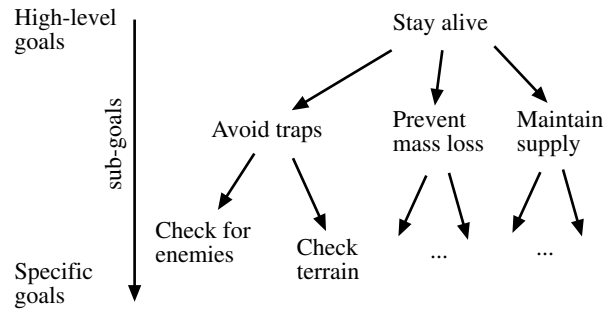 High-level
goals
Stay alive
sub-goals
Avoid traps
Prevent
mass loss
Maintain
supply
Check for
enemies
Check
terrain
...
...
Specific
goals